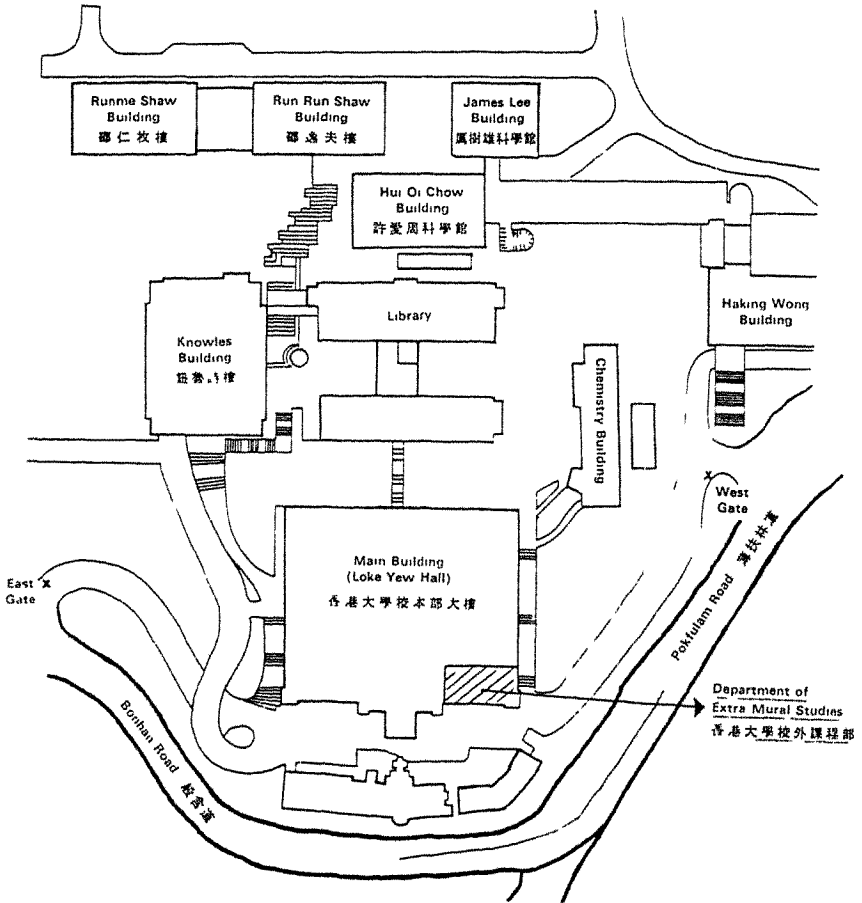 Runme Shaw
Building
鄧仁枚樓
Run Run Shaw
Building
邵逸夫樓
James Lee
Building
鳳樹雄科學館
Hui Oi Chow
Building
許愛周科學館
Library
Knowles
Building
Haking Wong
Building
Chemistry Building
x
West
Gate
Main Building
(Loke Yew Hall)
香港大學校本部大樓
East x
Gate
Pokfulam Road 薄扶林道
Department of
Extra Mural Studies
香港大學校外課程部
Bonhan Road 般含道